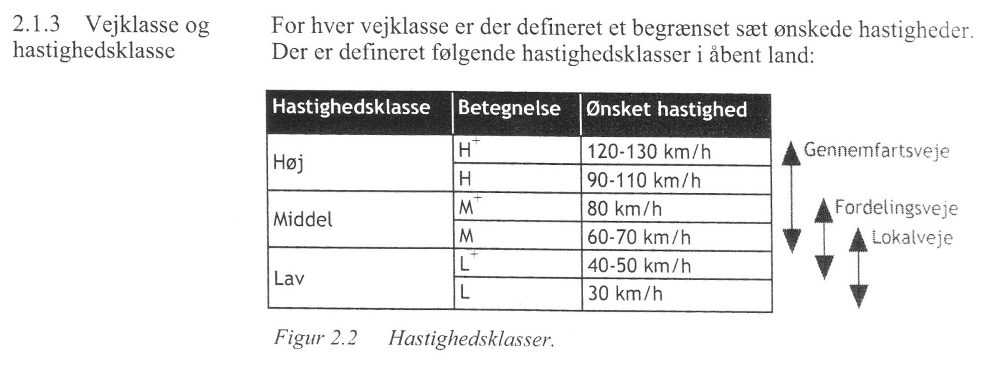 2.1.3 Vejklasse og
hastighedsklasse
For hver vejklasse er der defineret et begrænset sæt ønskede hastigheder.
Der er defineret følgende hastighedsklasser i åbent land:
Hastighedsklasse Betegnelse Ønsket hastighed
Høj
H+ 120-130 km/h
H 90-110 km/h
Middel
M+ 80 km/h
M 60-70 km/h
Lav
L+ 40-50 km/h
L 30 km/h
Gennemfartsveje
Fordelingsveje
Lokalveje
Figur 2.2 Hastighedsklasser.